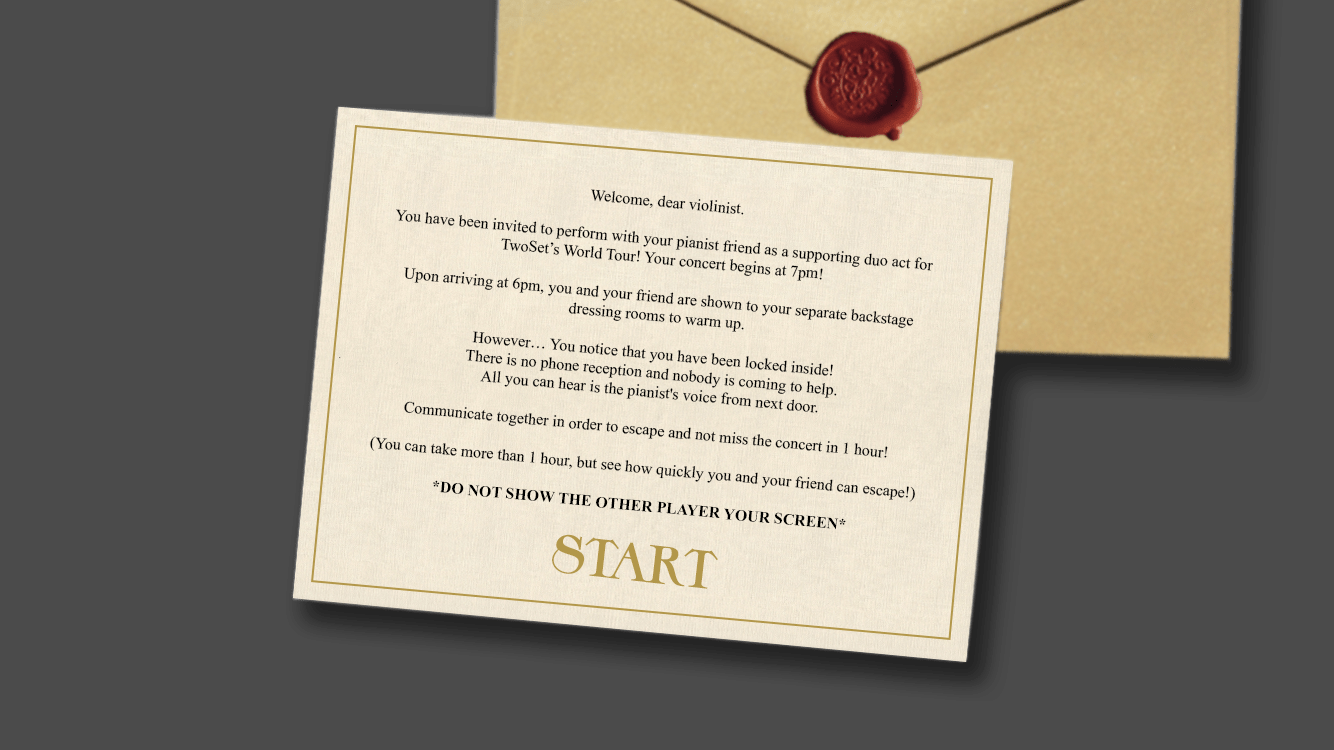 Welcome, dear violinist.
You have been invited to perform with your pianist friend as a supporting duo act for
TwoSet’s World Tour! Your concert begins at 7pm!
Upon arriving at 6pm, you and your friend are shown to your separate backstage
dressing rooms to warm up.
However… You notice that you have been locked inside!
There is no phone reception and nobody is coming to help.
All you can hear is the pianist's voice from next door.
Communicate together in order to escape and not miss the concert in 1 hour!
(You can take more than 1 hour, but see how quickly you and your friend can escape!)
*DO NOT SHOW THE OTHER PLAYER YOUR SCREEN*
START